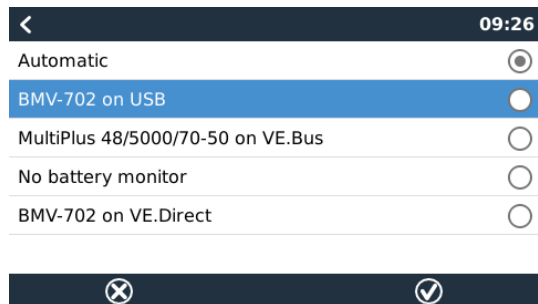 09:26
Automatic
BMV-702 on USB
MultiPlus 48/5000/70-50 on VE.Bus
No battery monitor
BMV-702 on VE.Direct